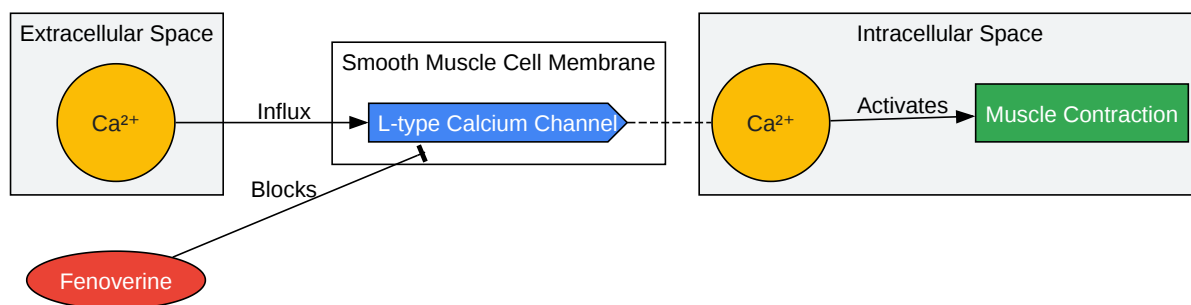 Extracellular Space
Ca²⁺
Influx
Smooth Muscle Cell Membrane
L-type Calcium Channel
Blocks
Fenoverine
Intracellular Space
Ca²⁺
Activates
Muscle Contraction